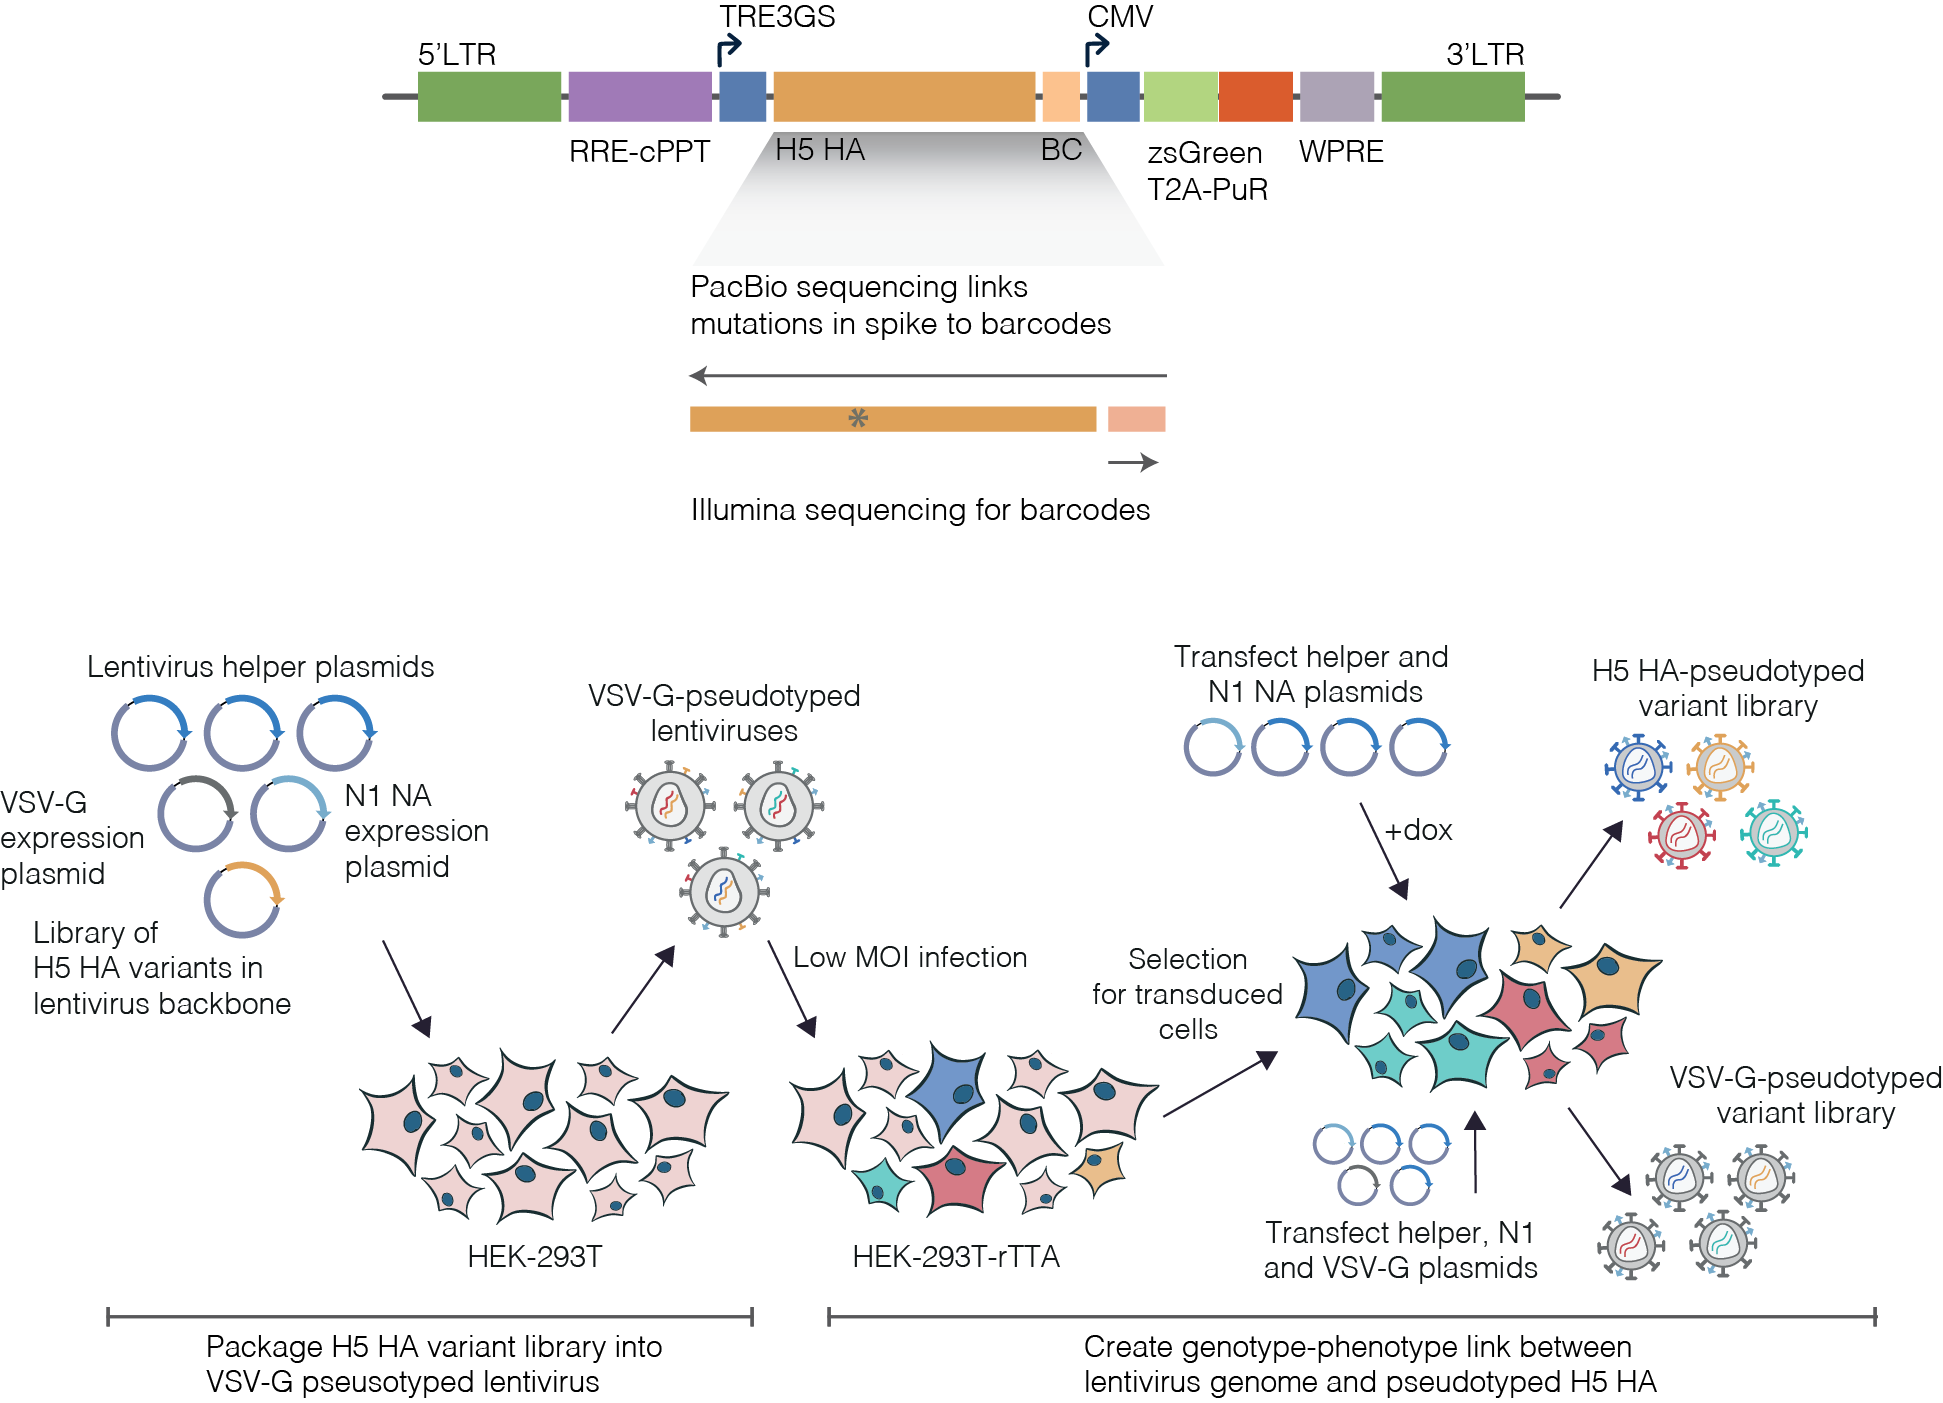 TRE3GS
CMV
5'LTR
3'LTR
RRE-cPPT
H5 HA
BC
zsGreen
T2A-PuR
WPRE
PacBio sequencing links
mutations in spike to barcodes
*
Illumina sequencing for barcodes
Lentivirus helper plasmids
VSV-G
expression
plasmid
N1 NA
expression
plasmid
Library of
H5 HA variants in
lentivirus backbone
VSV-G-pseudotyped
lentiviruses
Low MOI infection
HEK-293T
HEK-293T-rTTA
Selection
for transduced
cells
Transfect helper and
N1 NA plasmids
+dox
H5 HA-pseudotyped
variant library
VSV-G-pseudotyped
variant library
Transfect helper, N1
and VSV-G plasmids
Package H5 HA variant library into
VSV-G pseusotyped lentivirus
Create genotype-phenotype link between
lentivirus genome and pseudotyped H5 HA